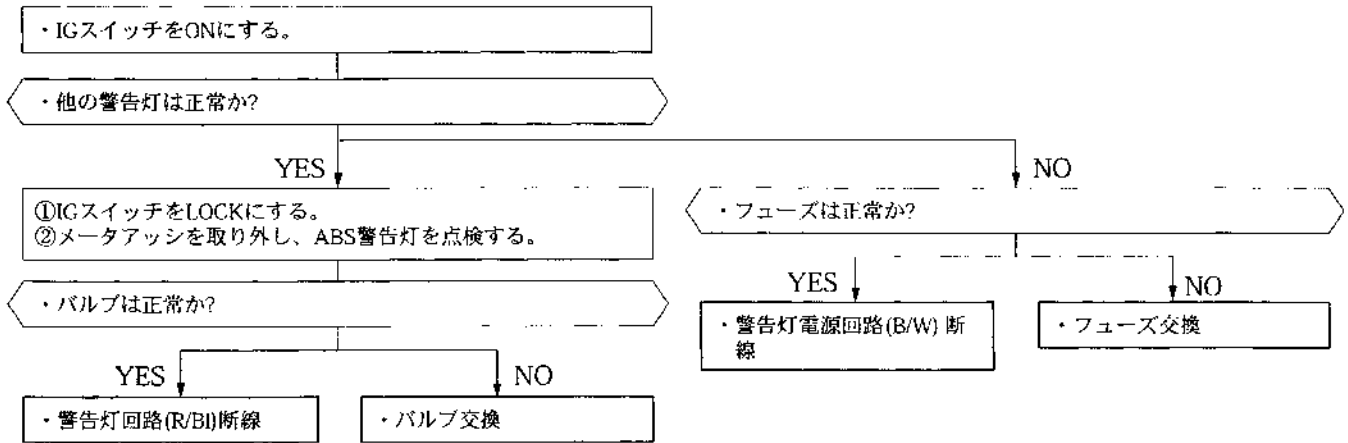 ・IGスイッチをONにする。
・他の警告灯は正常か?
YES
NO
①IGスイッチをLOCKにする。
②メータアッシを取り外し、ABS警告灯を点検する。
・フューズは正常か?
・バルブは正常か?
YES
NO
・警告灯電源回路(B/W) 断
線
・フューズ交換
YES
NO
・警告灯回路(R/Bl)断線
・バルブ交換